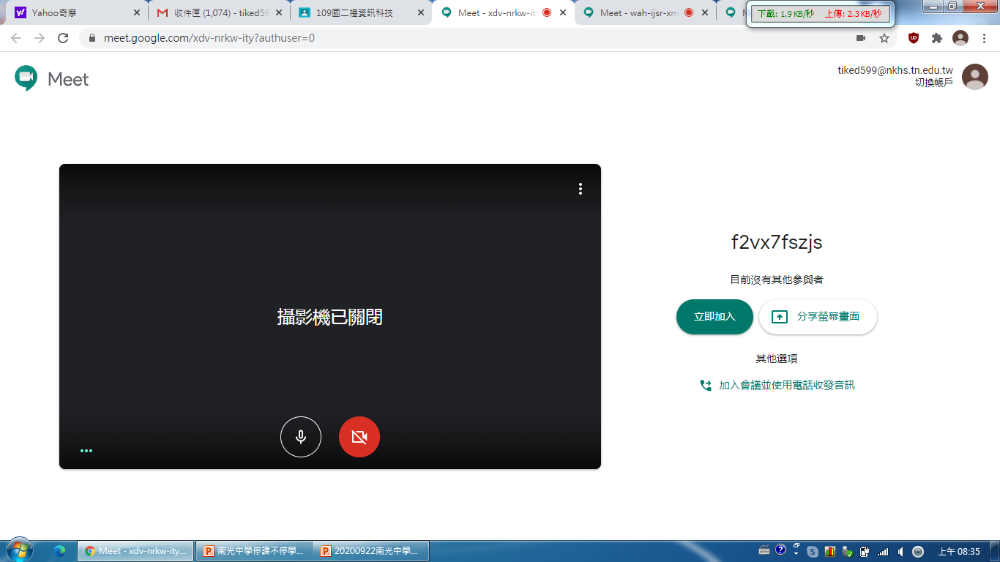 Yahoo奇摩
收件匣 (1,074) - tiked59
109國二禮資訊科技
Meet - xdv-nrkw-it
Meet - wah-ijsr-xm
下載: 1.9 KB/秒 上傳: 2.3 KB/秒
meet.google.com/xdv-nrkw-ity?authuser=0
Meet
tiked599@nkhs.tn.edu.tw
切換帳戶
攝影機已關閉
f2vx7fszjs
目前沒有其他參與者
立即加入
分享螢幕畫面
其他選項
加入會議並使用電話收發音訊
Meet - xdv-nrkw-ity...
南光中學停課不停學...
20200922南光中學...
上午 08:35